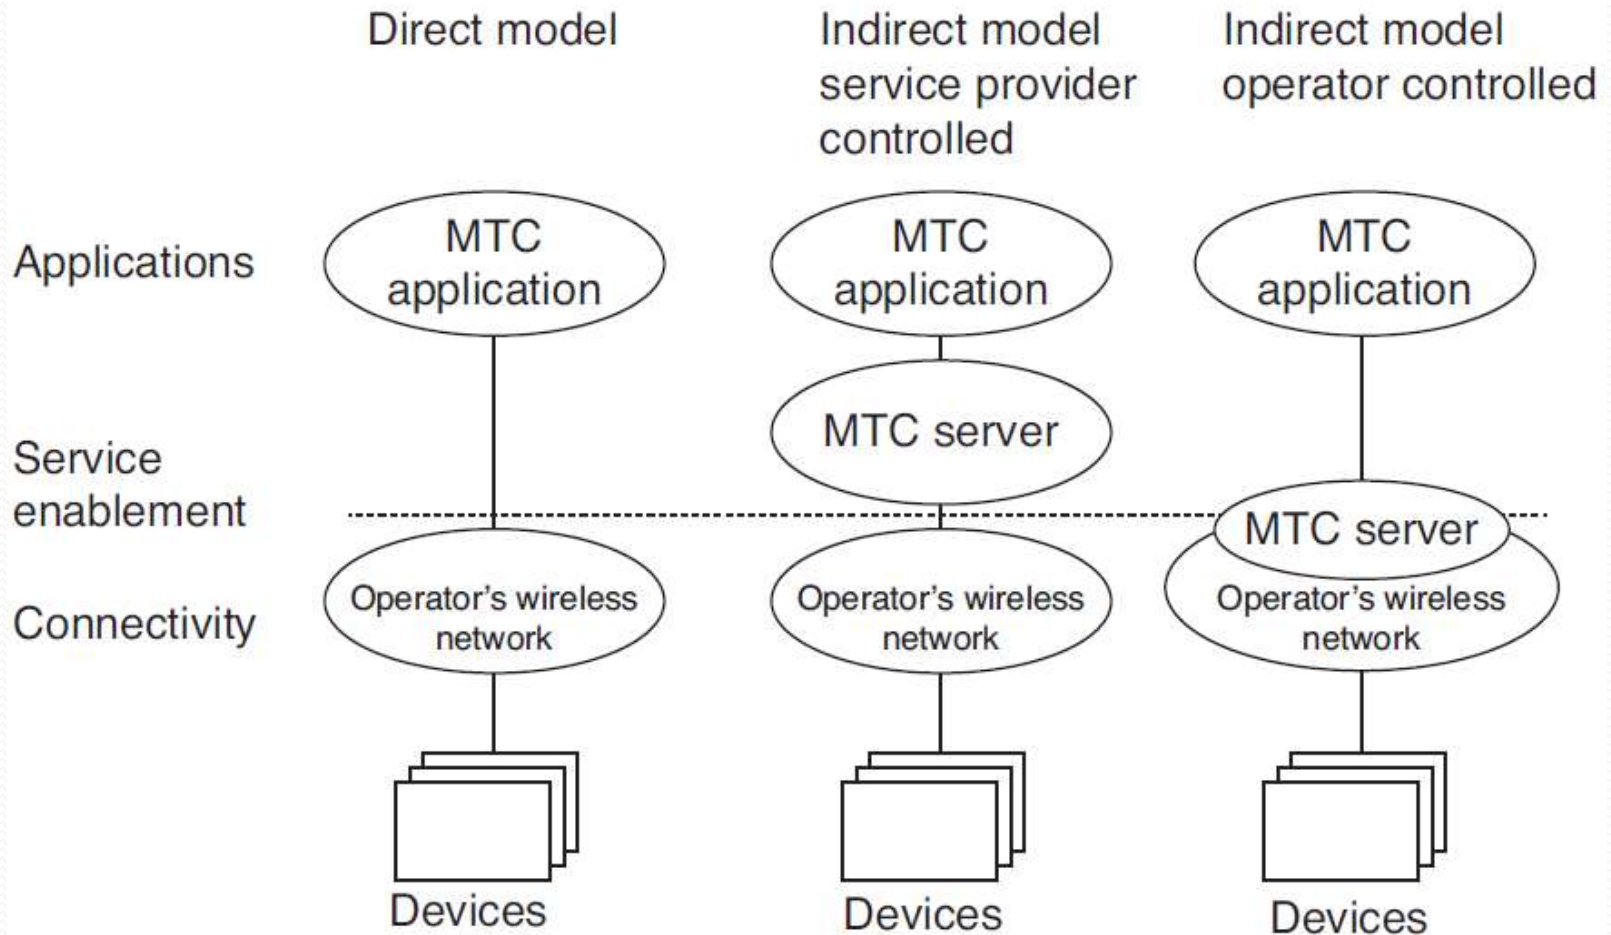 Direct model
Indirect model
service provider
controlled
Indirect model
operator controlled
Applications
MTC
application
MTC
application
MTC
application
Service
enablement
MTC server
MTC server
Connectivity
Operator's wireless
network
Operator's wireless
network
Operator's wireless
network
Devices
Devices
Devices